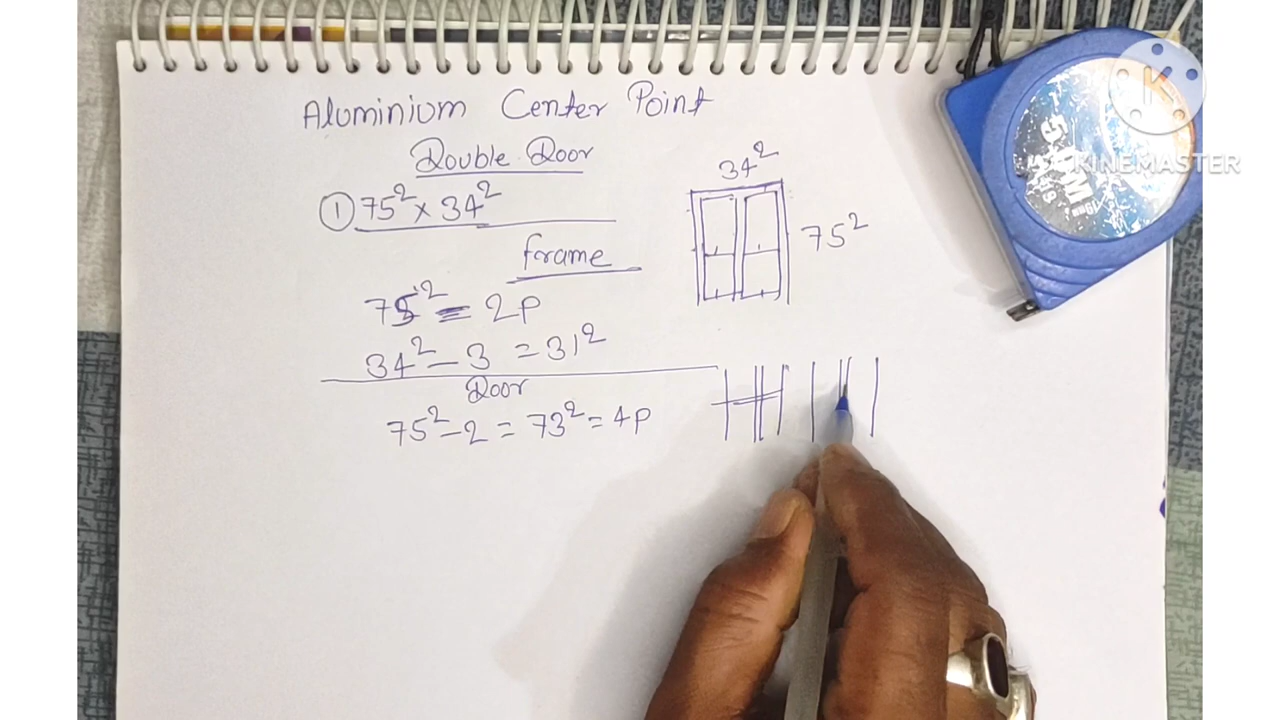 Aluminium Center Point
Double Door
① 75² × 34²
frame
75² = 2P
34² - 3 = 31²
Door
75² - 2 = 73² = 4P
34²
75²
5M
KINEMASTER